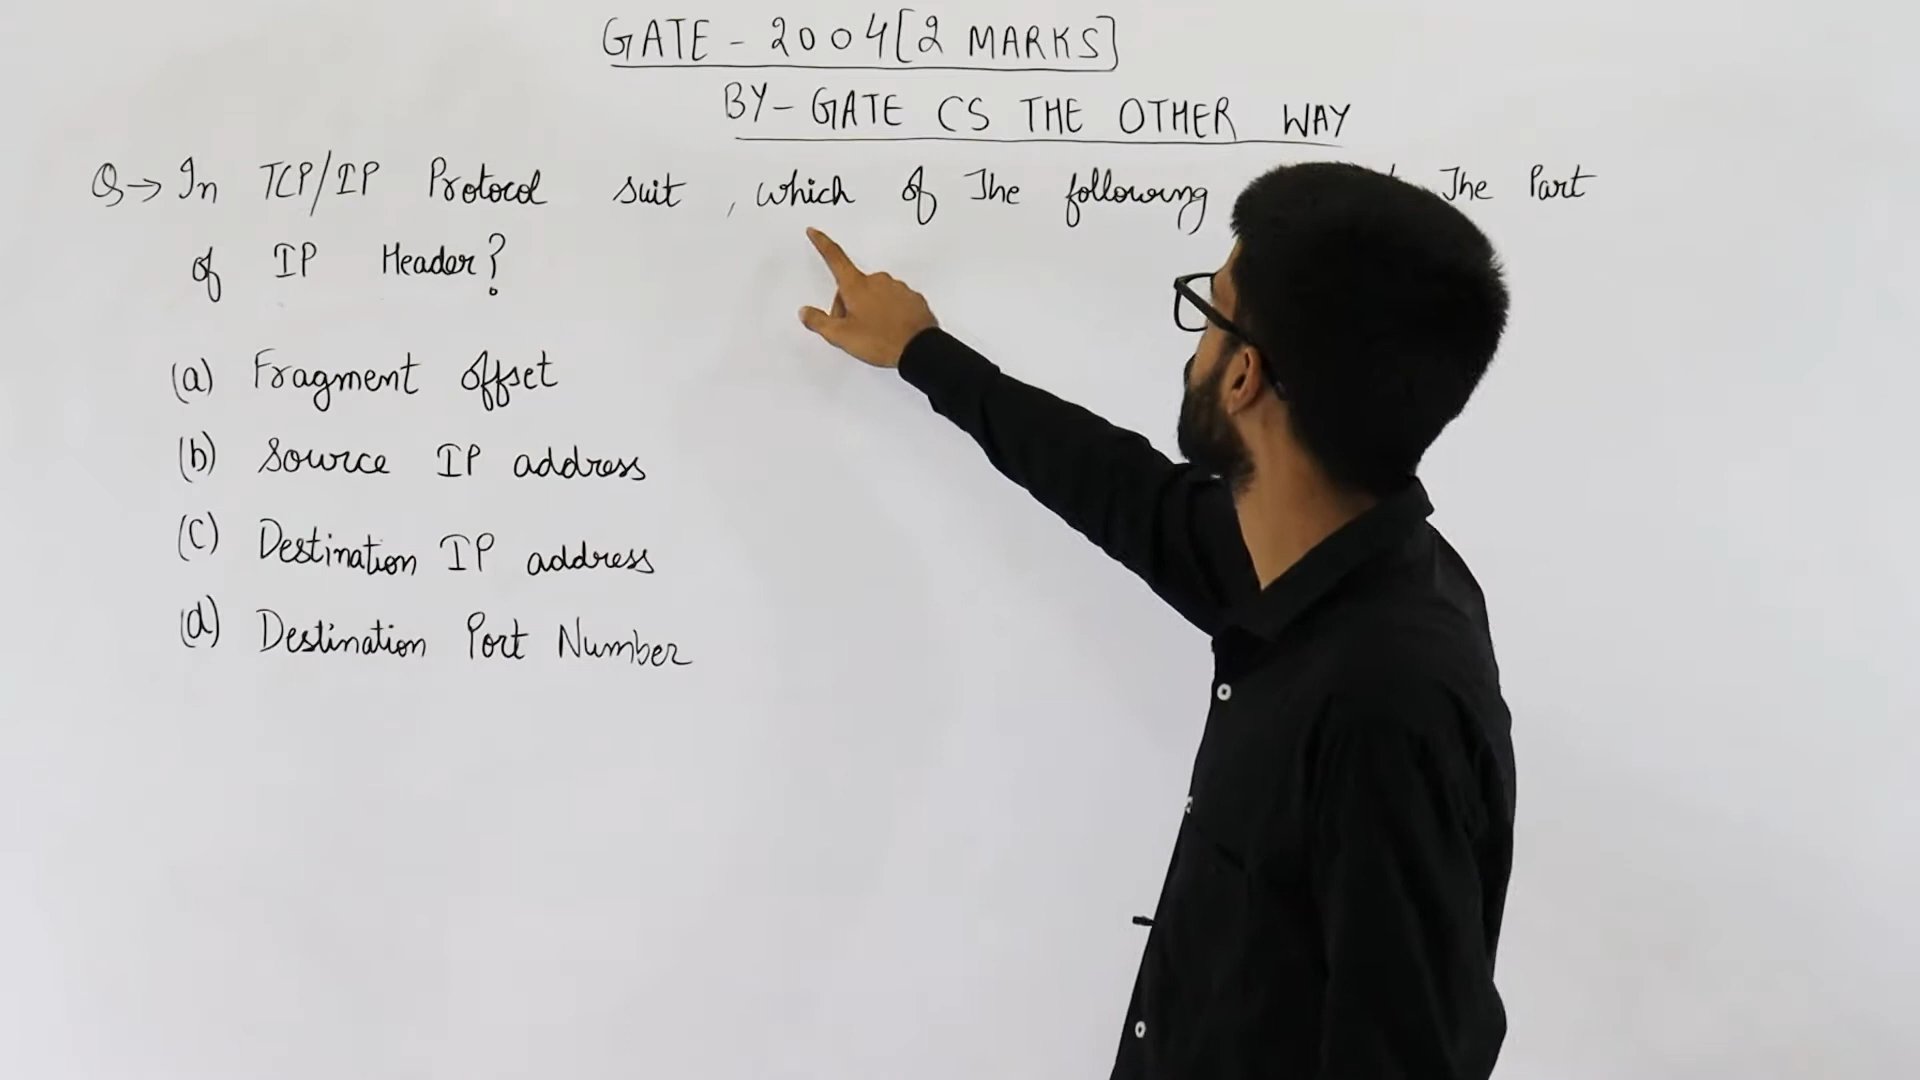 GATE - 2004 [2 MARKS]
BY - GATE CS THE OTHER WAY
Q→ In TCP/IP Protocol suit, which of The following The Part
of IP Header?
(a) Fragment offset
(b) Source IP address
(c) Destination IP address
(d) Destination Port Number